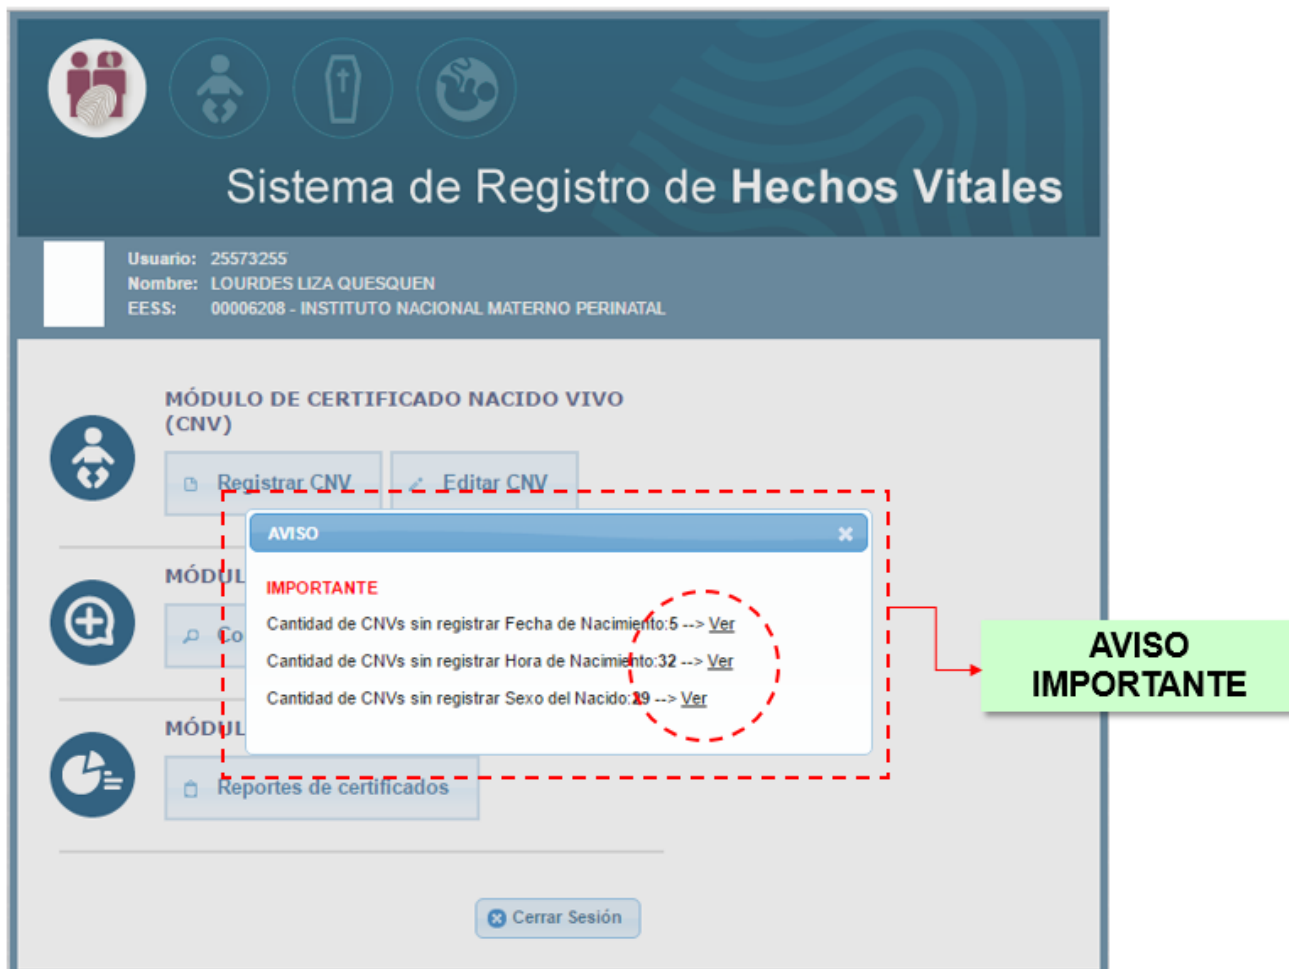 Sistema de Registro de Hechos Vitales
Usuario: 25573255
Nombre: LOURDES LIZA QUESQUEN
EESS: 00006208 - INSTITUTO NACIONAL MATERNO PERINATAL
MÓDULO DE CERTIFICADO NACIDO VIVO
(CNV)
Registrar CNV
Editar CNV
AVISO
IMPORTANTE
Cantidad de CNVs sin registrar Fecha de Nacimiento:5 --> Ver
Cantidad de CNVs sin registrar Hora de Nacimiento:32 --> Ver
Cantidad de CNVs sin registrar Sexo del Nacido:29 --> Ver
AVISO
IMPORTANTE
Reportes de certificados
Cerrar Sesión